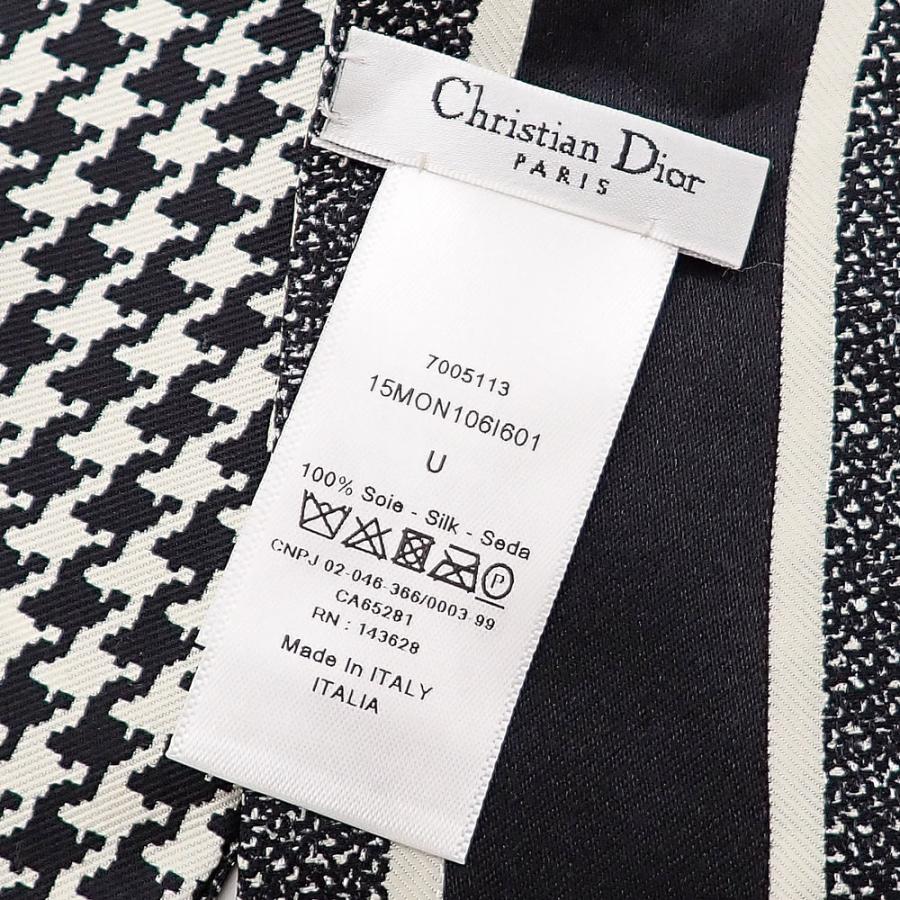 Christian Dior
PARIS
7005113
15MON106I601
U
100% Soie - Silk - Seda
P
CNPJ 02-046-366/0003-99
CA65281
RN : 143628
Made In ITALY
ITALIA